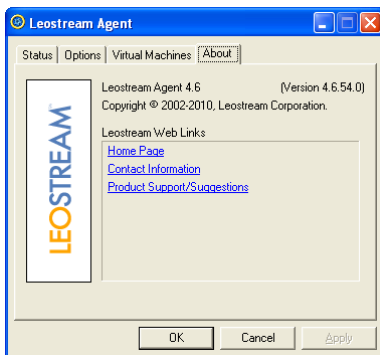 Leostream Agent
Status Options Virtual Machines About
LEOSTREAM
Leostream Agent 4.6 (Version 4.6.54.0)
Copyright © 2002-2010, Leostream Corporation.
Leostream Web Links
Home Page
Contact Information
Product Support/Suggestions
OK Cancel Apply